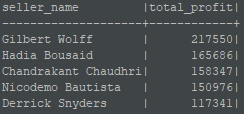 seller_name |total_profit|
--------------------+------------+
Gilbert Wolff | 217550|
Hadia Bousaid | 165686|
Chandrakant Chaudhri| 158347|
Nicodemo Bautista | 150976|
Derrick Snyders | 117341|